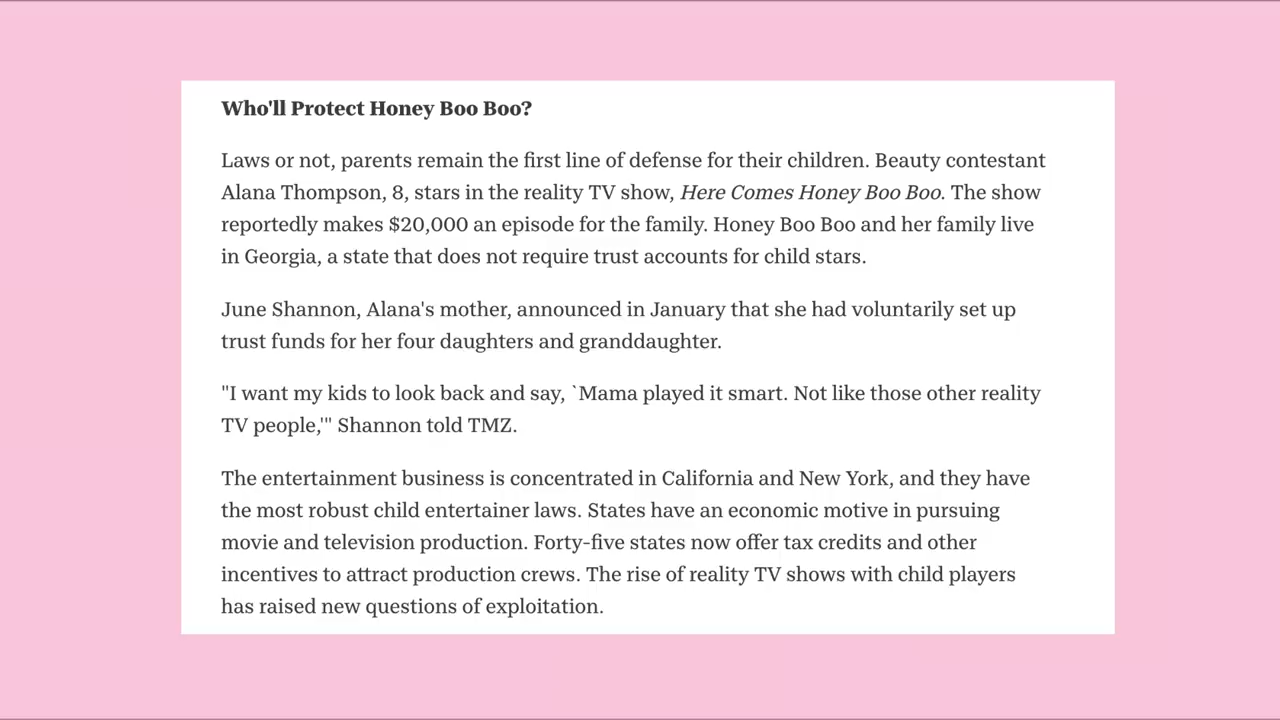 Who'll Protect Honey Boo Boo?
Laws or not, parents remain the first line of defense for their children. Beauty contestant
Alana Thompson, 8, stars in the reality TV show, Here Comes Honey Boo Boo. The show
reportedly makes $20,000 an episode for the family. Honey Boo Boo and her family live
in Georgia, a state that does not require trust accounts for child stars.
June Shannon, Alana's mother, announced in January that she had voluntarily set up
trust funds for her four daughters and granddaughter.
"I want my kids to look back and say, `Mama played it smart. Not like those other reality
TV people,'" Shannon told TMZ.
The entertainment business is concentrated in California and New York, and they have
the most robust child entertainer laws. States have an economic motive in pursuing
movie and television production. Forty-five states now offer tax credits and other
incentives to attract production crews. The rise of reality TV shows with child players
has raised new questions of exploitation.